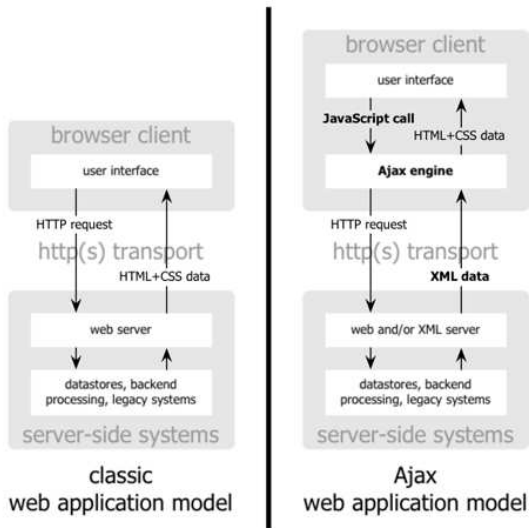 browser client
user interface
HTTP request
http(s) transport
HTML+CSS data
web server
datastores, backend
processing, legacy systems
server-side systems
classic
web application model
browser client
user interface
JavaScript call
HTML+CSS data
Ajax engine
HTTP request
http(s) transport
XML data
web and/or XML server
datastores, backend
processing, legacy systems
server-side systems
Ajax
web application model